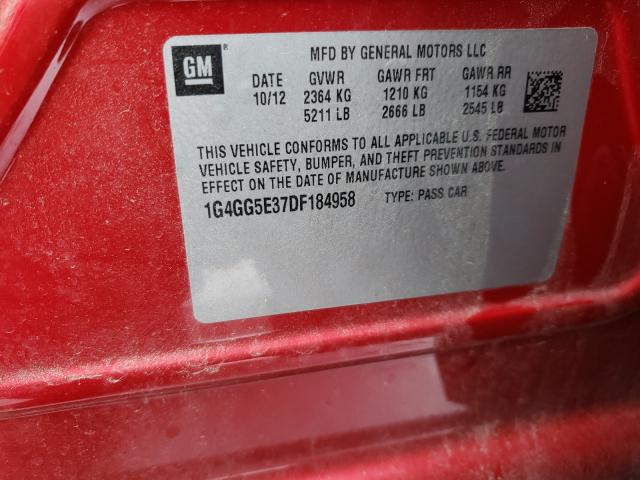 GM ® MFD BY GENERAL MOTORS LLC
DATE GVWR GAWR FRT GAWR RR
10/12 2364 KG 1210 KG 1154 KG
5211 LB 2666 LB 2545 LB
THIS VEHICLE CONFORMS TO ALL APPLICABLE U.S. FEDERAL MOTOR
VEHICLE SAFETY, BUMPER, AND THEFT PREVENTION STANDARDS IN
EFFECT ON THE DATE OF MANUFACTURE SHOWN ABOVE.
1G4GG5E37DF184958 TYPE: PASS CAR